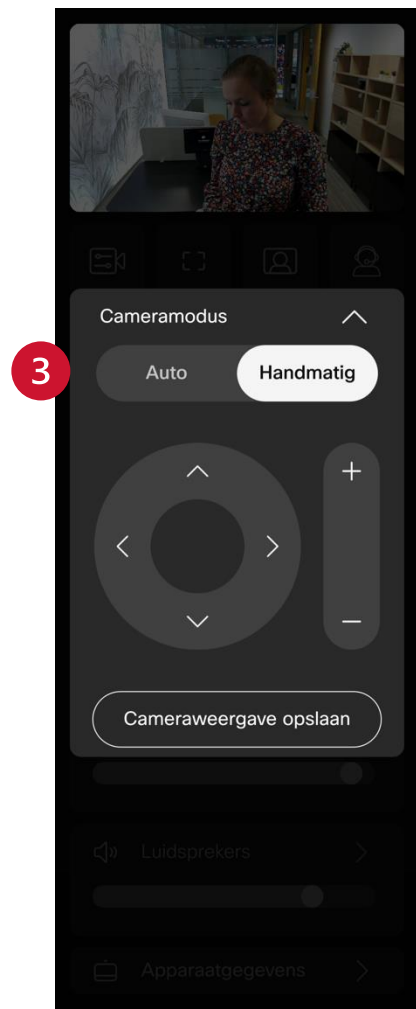 Cameramodus
3
Auto
Handmatig
Cameraweergave opslaan
Luidsprekers
Apparaatgegevens